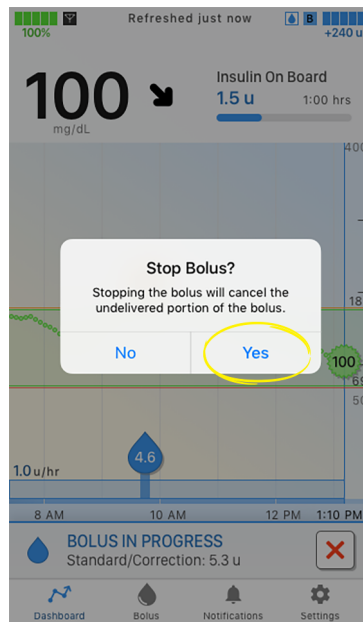 Refreshed just now
B
100%
+240 u
100
mg/dL
Insulin On Board
1.5 u
1:00 hrs
400
Stop Bolus?
Stopping the bolus will cancel the
undelivered portion of the bolus.
No
Yes
18
100
69
50
4.6
1.0 u/hr
8 AM
10 AM
12 PM
1:10 PM
BOLUS IN PROGRESS
Standard/Correction: 5.3 u
Dashboard
Bolus
Notifications
Settings